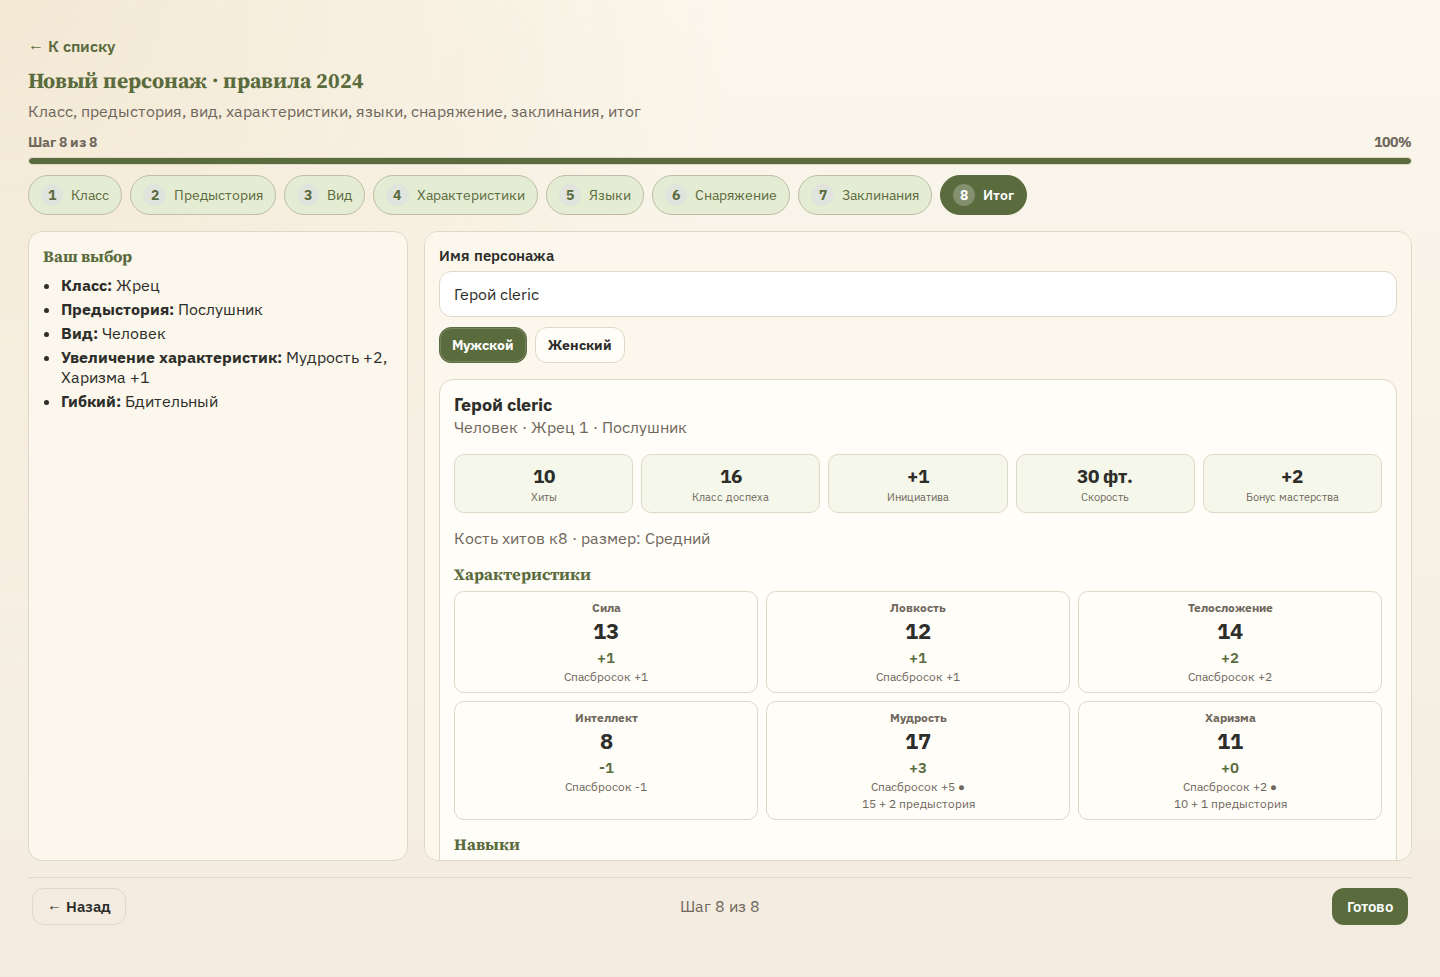 ← К списку
Новый персонаж · правила 2024
Класс, предыстория, вид, характеристики, языки, снаряжение, заклинания, итог
Шаг 8 из 8
100%
1 Класс
2 Предыстория
3 Вид
4 Характеристики
5 Языки
6 Снаряжение
7 Заклинания
8 Итог
Ваш выбор
• Класс: Жрец
• Предыстория: Послушник
• Вид: Человек
• Увеличение характеристик: Мудрость +2,
Харизма +1
• Гибкий: Бдительный
Имя персонажа
Герой cleric
Мужской
Женский
Герой cleric
Человек · Жрец 1 · Послушник
10
Хиты
16
Класс доспеха
+1
Инициатива
30 фт.
Скорость
+2
Бонус мастерства
Кость хитов к8 · размер: Средний
Характеристики
Сила
13
+1
Спасбросок +1
Ловкость
12
+1
Спасбросок +1
Телосложение
14
+2
Спасбросок +2
Интеллект
8
-1
Спасбросок -1
Мудрость
17
+3
Спасбросок +5 ●
15 + 2 предыстория
Харизма
11
+0
Спасбросок +2 ●
10 + 1 предыстория
Навыки
← Назад
Шаг 8 из 8
Готово